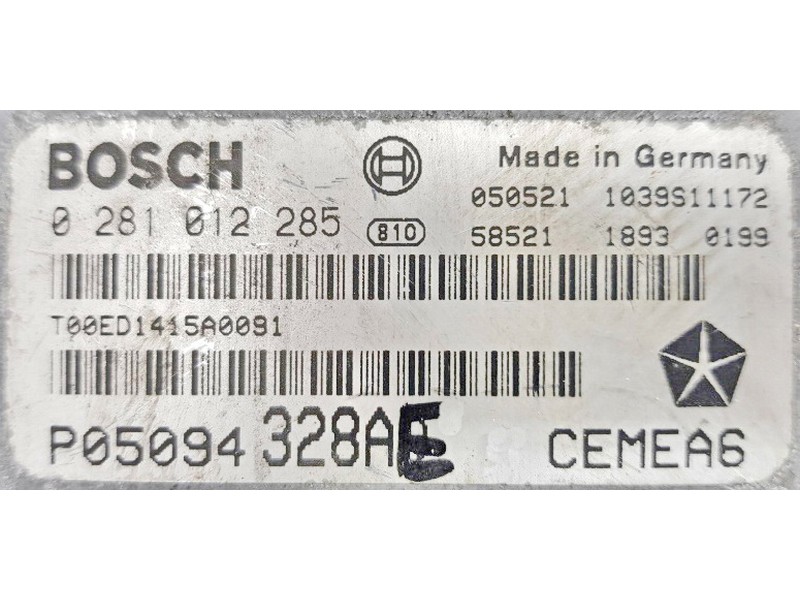 BOSCH
Made in Germany
0 281 012 285
810
050521 1039S11172
58521 1893 0199
T00ED1415A0091
P05094 328AE
CEMEA6